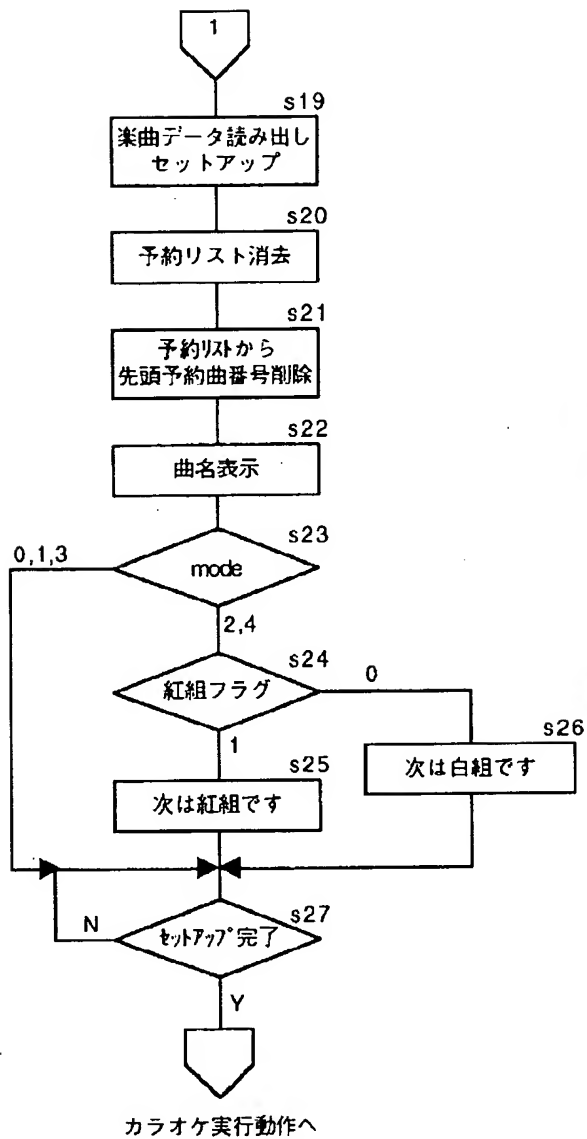 1
s19
楽曲データ読み出し
セットアップ
s20
予約リスト消去
s21
予約リストから
先頭予約曲番号削除
s22
曲名表示
s23
0,1,3
mode
2,4
s24
紅組フラグ
0
1
s26
次は白組です
s25
次は紅組です
s27
N
セットアップ完了
Y
カラオケ実行動作へ